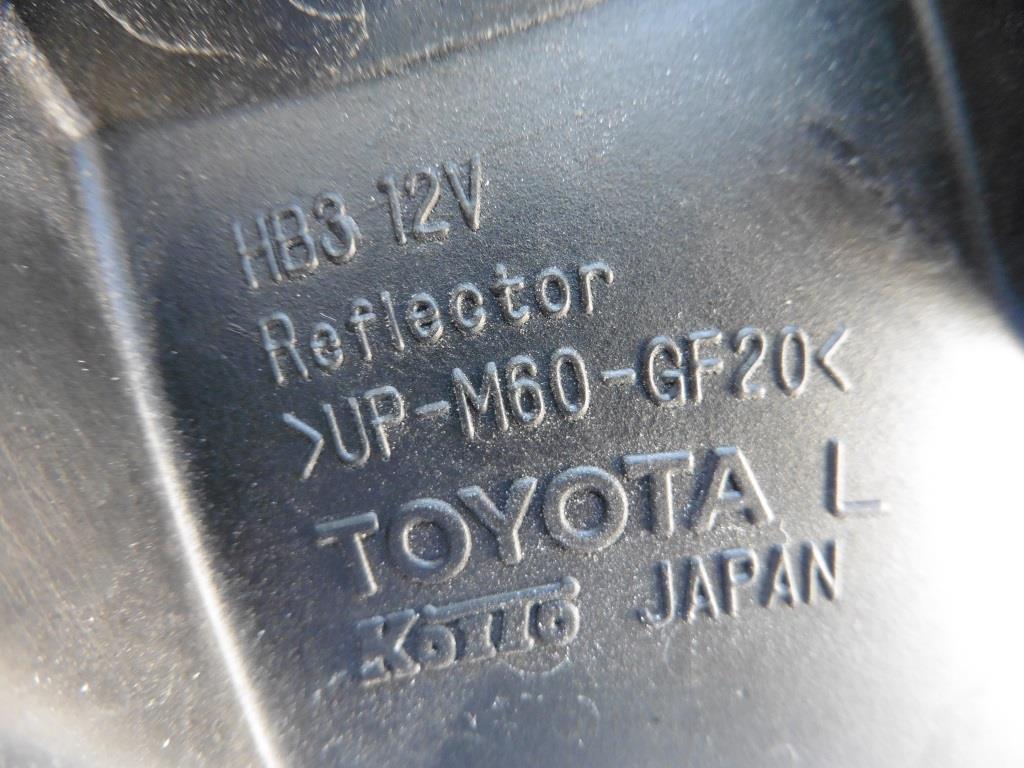 HB3 12V
Reflector
>UP-M60-GF20<
TOYOTA L
KOITO JAPAN